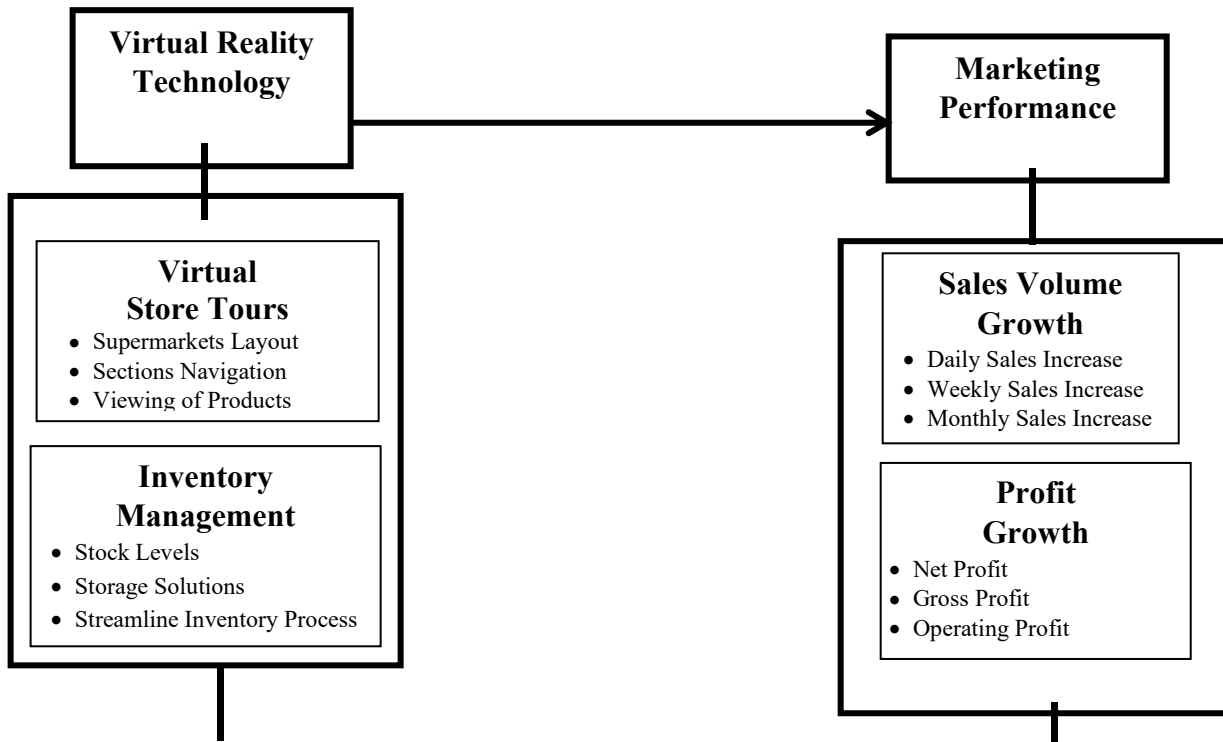 Virtual Reality
Technology
Marketing
Performance
Virtual
Store Tours
• Supermarkets Layout
• Sections Navigation
• Viewing of Products
Inventory
Management
• Stock Levels
• Storage Solutions
• Streamline Inventory Process
Sales Volume
Growth
• Daily Sales Increase
• Weekly Sales Increase
• Monthly Sales Increase
Profit
Growth
• Net Profit
• Gross Profit
• Operating Profit